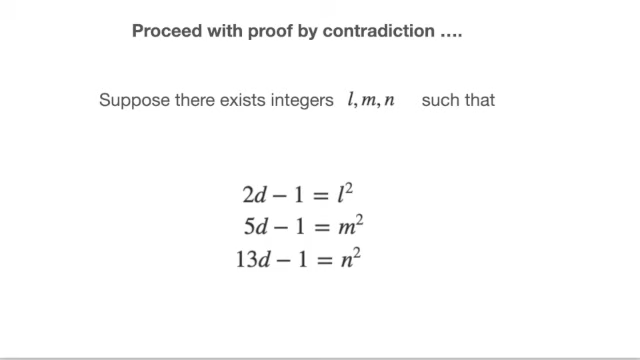 Proceed with proof by contradiction ....
Suppose there exists integers l, m, n such that
2d − 1 = l²
5d − 1 = m²
13d − 1 = n²